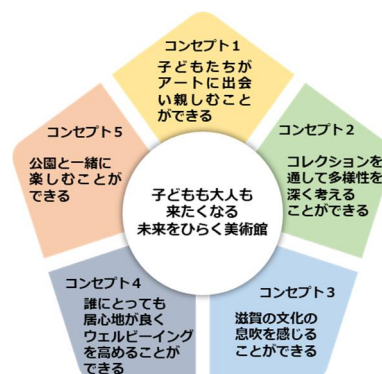 コンセプト1
子どもたちが
アートに出会
い親しむこと
ができる
コンセプト2
コレクションを
通して多様性を
深く考える
ことができる
コンセプト3
滋賀の文化の
息吹を感じる
ことができる
コンセプト4
誰にとっても
居心地が良く
ウェルビーイング
を高めることが
できる
コンセプト5
公園と一緒に
楽しむことが
できる
子どもも大人も
来たくなる
未来をひらく美術館